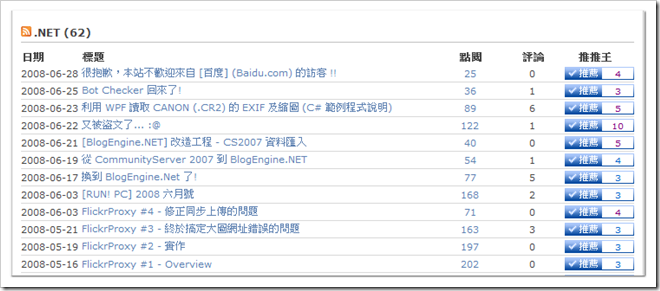 .NET (62)
日期 標題 點閱 評論 推推王
2008-06-28 很抱歉，本站不歡迎來自 [百度] (Baidu.com) 的訪客 !! 25 0 推薦 4
2008-06-25 Bot Checker 回來了! 36 1 推薦 3
2008-06-23 利用 WPF 讀取 CANON (.CR2) 的 EXIF 及縮圖 (C# 範例程式說明) 89 6 推薦 5
2008-06-22 又被盜文了... :@ 122 1 推薦 10
2008-06-21 [BlogEngine.NET] 改造工程 - CS2007 資料匯入 40 0 推薦 5
2008-06-19 從 CommunityServer 2007 到 BlogEngine.NET 54 1 推薦 4
2008-06-17 換到 BlogEngine.Net 了! 77 5 推薦 3
2008-06-03 [RUN! PC] 2008 六月號 168 2 推薦 3
2008-06-03 FlickrProxy #4 - 修正同步上傳的問題 71 0 推薦 4
2008-05-21 FlickrProxy #3 - 終於搞定大圖網址錯誤的問題 163 3 推薦 3
2008-05-19 FlickrProxy #2 - 實作 197 0 推薦 3
2008-05-16 FlickrProxy #1 - Overview 202 0 推薦 3